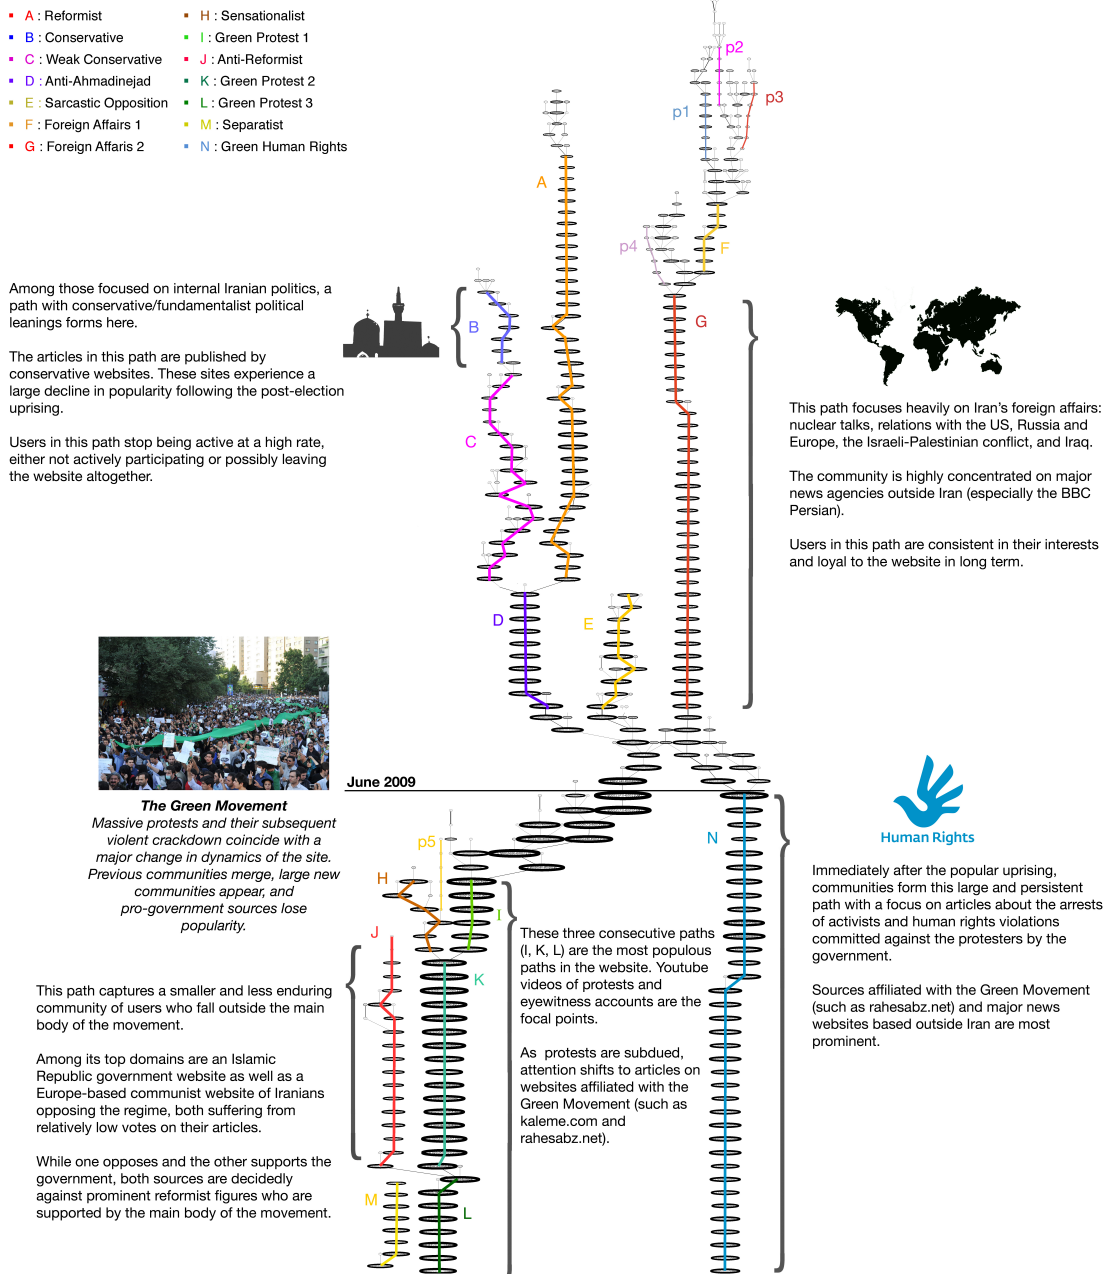 A : Reformist
B : Conservative
C : Weak Conservative
D : Anti-Ahmadinejad
E : Sarcastic Opposition
F : Foreign Affairs 1
G : Foreign Affaris 2
H : Sensationalist
I : Green Protest 1
J : Anti-Reformist
K : Green Protest 2
L : Green Protest 3
M : Separatist
N : Green Human Rights
p2
p3
p1
A
p4
F
B
G
C
D
E
Among those focused on internal Iranian politics, a
path with conservative/fundamentalist political
leanings forms here.
The articles in this path are published by
conservative websites. These sites experience a
large decline in popularity following the post-election
uprising.
Users in this path stop being active at a high rate,
either not actively participating or possibly leaving
the website altogether.
This path focuses heavily on Iran's foreign affairs:
nuclear talks, relations with the US, Russia and
Europe, the Israeli-Palestinian conflict, and Iraq.
The community is highly concentrated on major
news agencies outside Iran (especially the BBC
Persian).
Users in this path are consistent in their interests
and loyal to the website in long term.
June 2009
The Green Movement
Massive protests and their subsequent
violent crackdown coincide with a
major change in dynamics of the site.
Previous communities merge, large new
communities appear, and
pro-government sources lose
popularity.
p5
H
I
J
K
N
M
L
Human Rights
Immediately after the popular uprising,
communities form this large and persistent
path with a focus on articles about the arrests
of activists and human rights violations
committed against the protesters by the
government.
Sources affiliated with the Green Movement
(such as rahesabz.net) and major news
websites based outside Iran are most
prominent.
These three consecutive paths
(I, K, L) are the most populous
paths in the website. Youtube
videos of protests and
eyewitness accounts are the
focal points.
As protests are subdued,
attention shifts to articles on
websites affiliated with the
Green Movement (such as
kaleme.com and
rahesabz.net).
This path captures a smaller and less enduring
community of users who fall outside the main
body of the movement.
Among its top domains are an Islamic
Republic government website as well as a
Europe-based communist website of Iranians
opposing the regime, both suffering from
relatively low votes on their articles.
While one opposes and the other supports the
government, both sources are decidedly
against prominent reformist figures who are
supported by the main body of the movement.